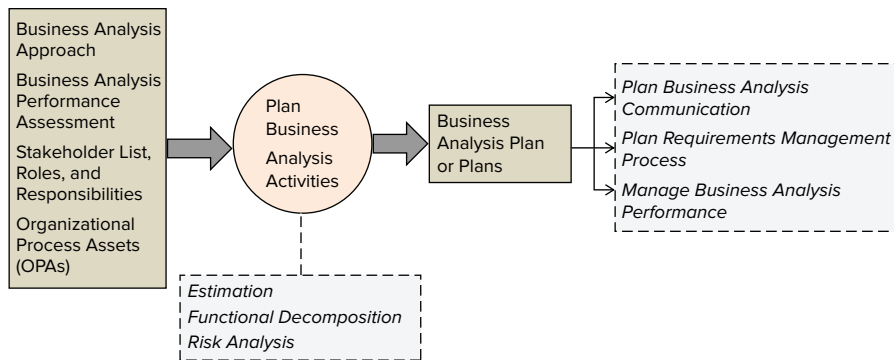 Business Analysis
Approach
Business Analysis
Performance
Assessment
Stakeholder List,
Roles, and
Responsibilities
Organizational
Process Assets
(OPAs)
Plan
Business
Analysis
Activities
Estimation
Functional Decomposition
Risk Analysis
Business
Analysis Plan
or Plans
Plan Business Analysis
Communication
Plan Requirements Management
Process
Manage Business Analysis
Performance